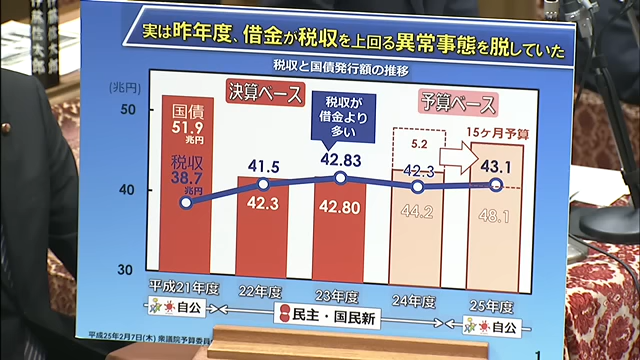 実は昨年度、借金が税収を上回る異常事態を脱していた
税収と国債発行額の推移
(兆円)
決算ベース
予算ベース
50
40
30
国債
51.9
兆円
税収
38.7
兆円
41.5
42.3
税収が
借金より
多い
42.83
42.80
5.2
42.3
44.2
15ヶ月予算
43.1
48.1
平成21年度
22年度
23年度
24年度
25年度
自公
民主・国民新
自公
平成25年2月7日(木) 衆議院予算委員
1